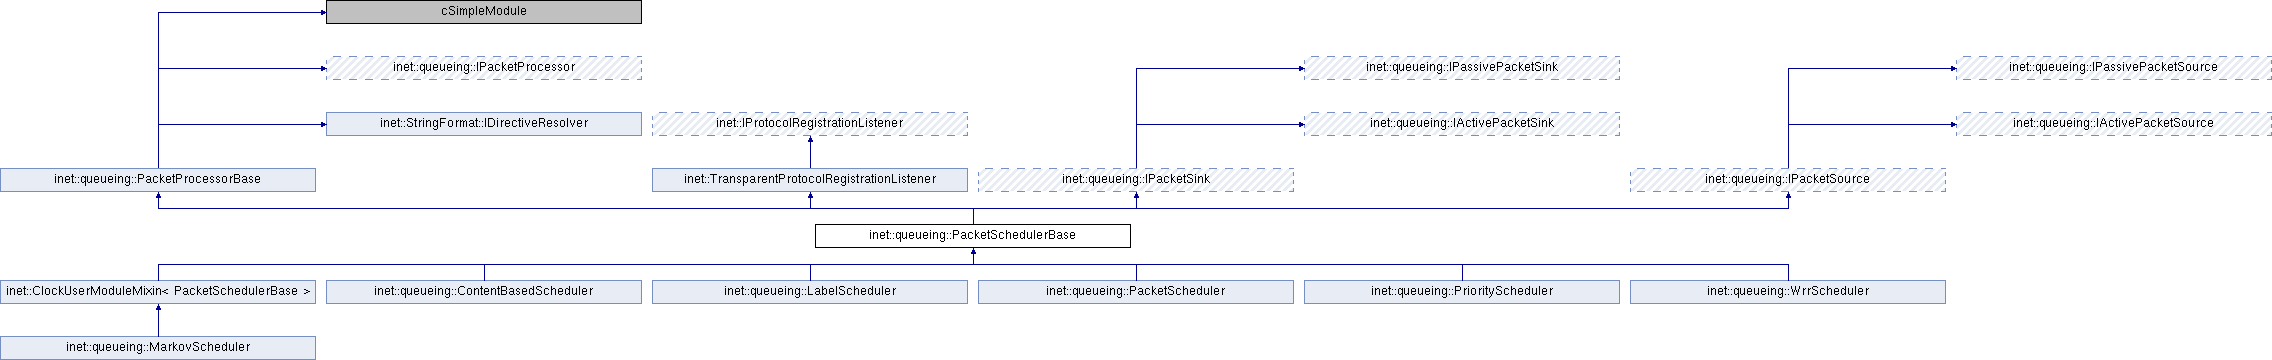 cSimpleModule
inet::queueing::IPacketProcessor
inet::queueing::IPassivePacketSink
inet::queueing::IPassivePacketSource
inet::StringFormat::IDirectiveResolver
inet::IProtocolRegistrationListener
inet::queueing::IActivePacketSink
inet::queueing::IActivePacketSource
inet::queueing::PacketProcessorBase
inet::TransparentProtocolRegistrationListener
inet::queueing::IPacketSink
inet::queueing::IPacketSource
inet::queueing::PacketSchedulerBase
inet::ClockUserModuleMixin< PacketSchedulerBase >
inet::queueing::ContentBasedScheduler
inet::queueing::LabelScheduler
inet::queueing::PacketScheduler
inet::queueing::PriorityScheduler
inet::queueing::WrrScheduler
inet::queueing::MarkovScheduler